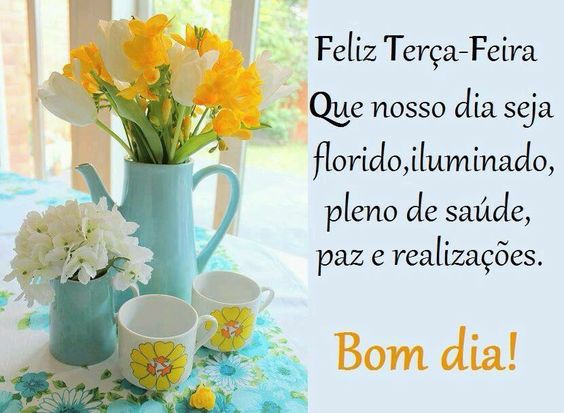 Feliz Terça-Feira
Que nosso dia seja
florido,iluminado,
pleno de saúde,
paz e realizações.
Bom dia!